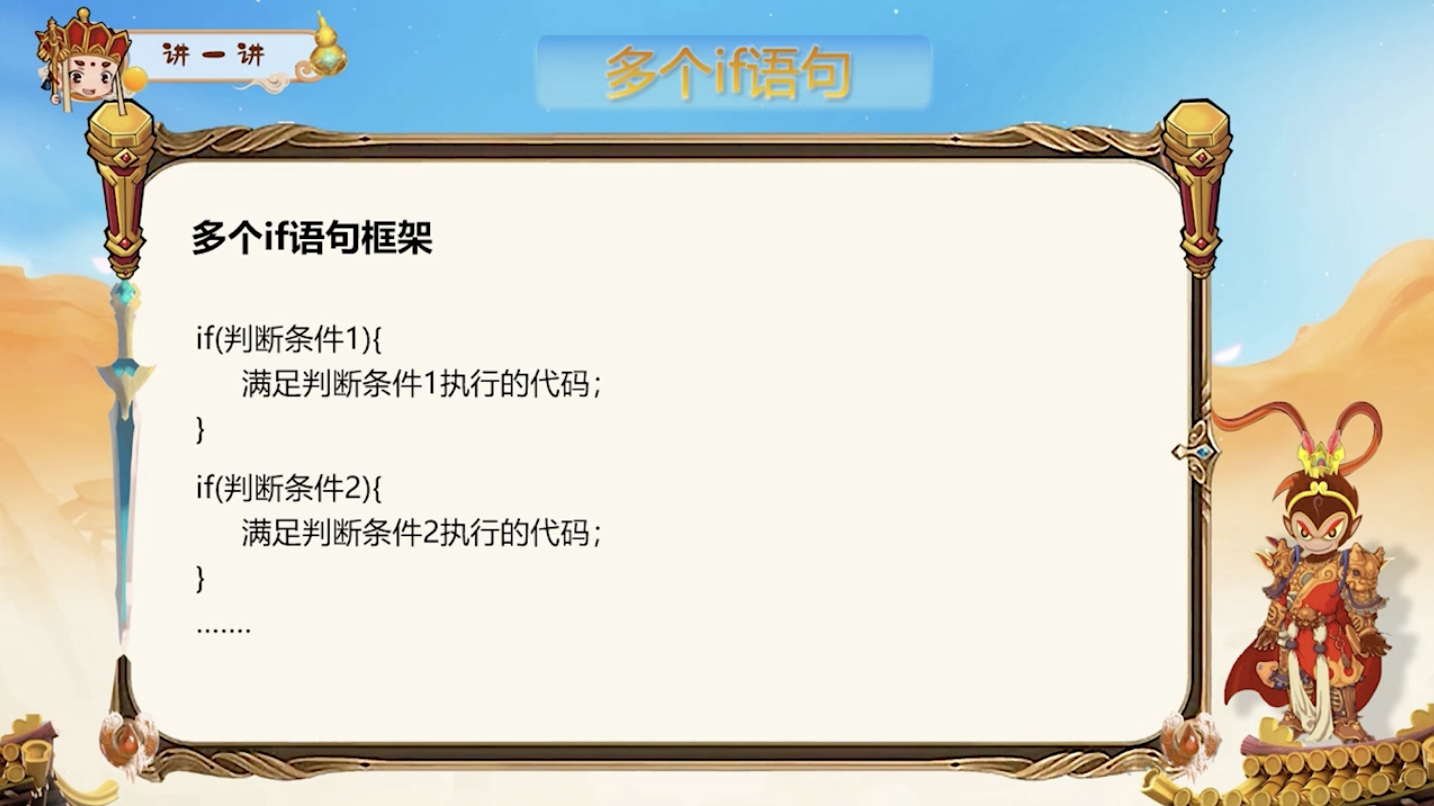 讲一讲
多个if语句
多个if语句框架
if(判断条件1){
满足判断条件1执行的代码；
}
if(判断条件2){
满足判断条件2执行的代码；
}
.......